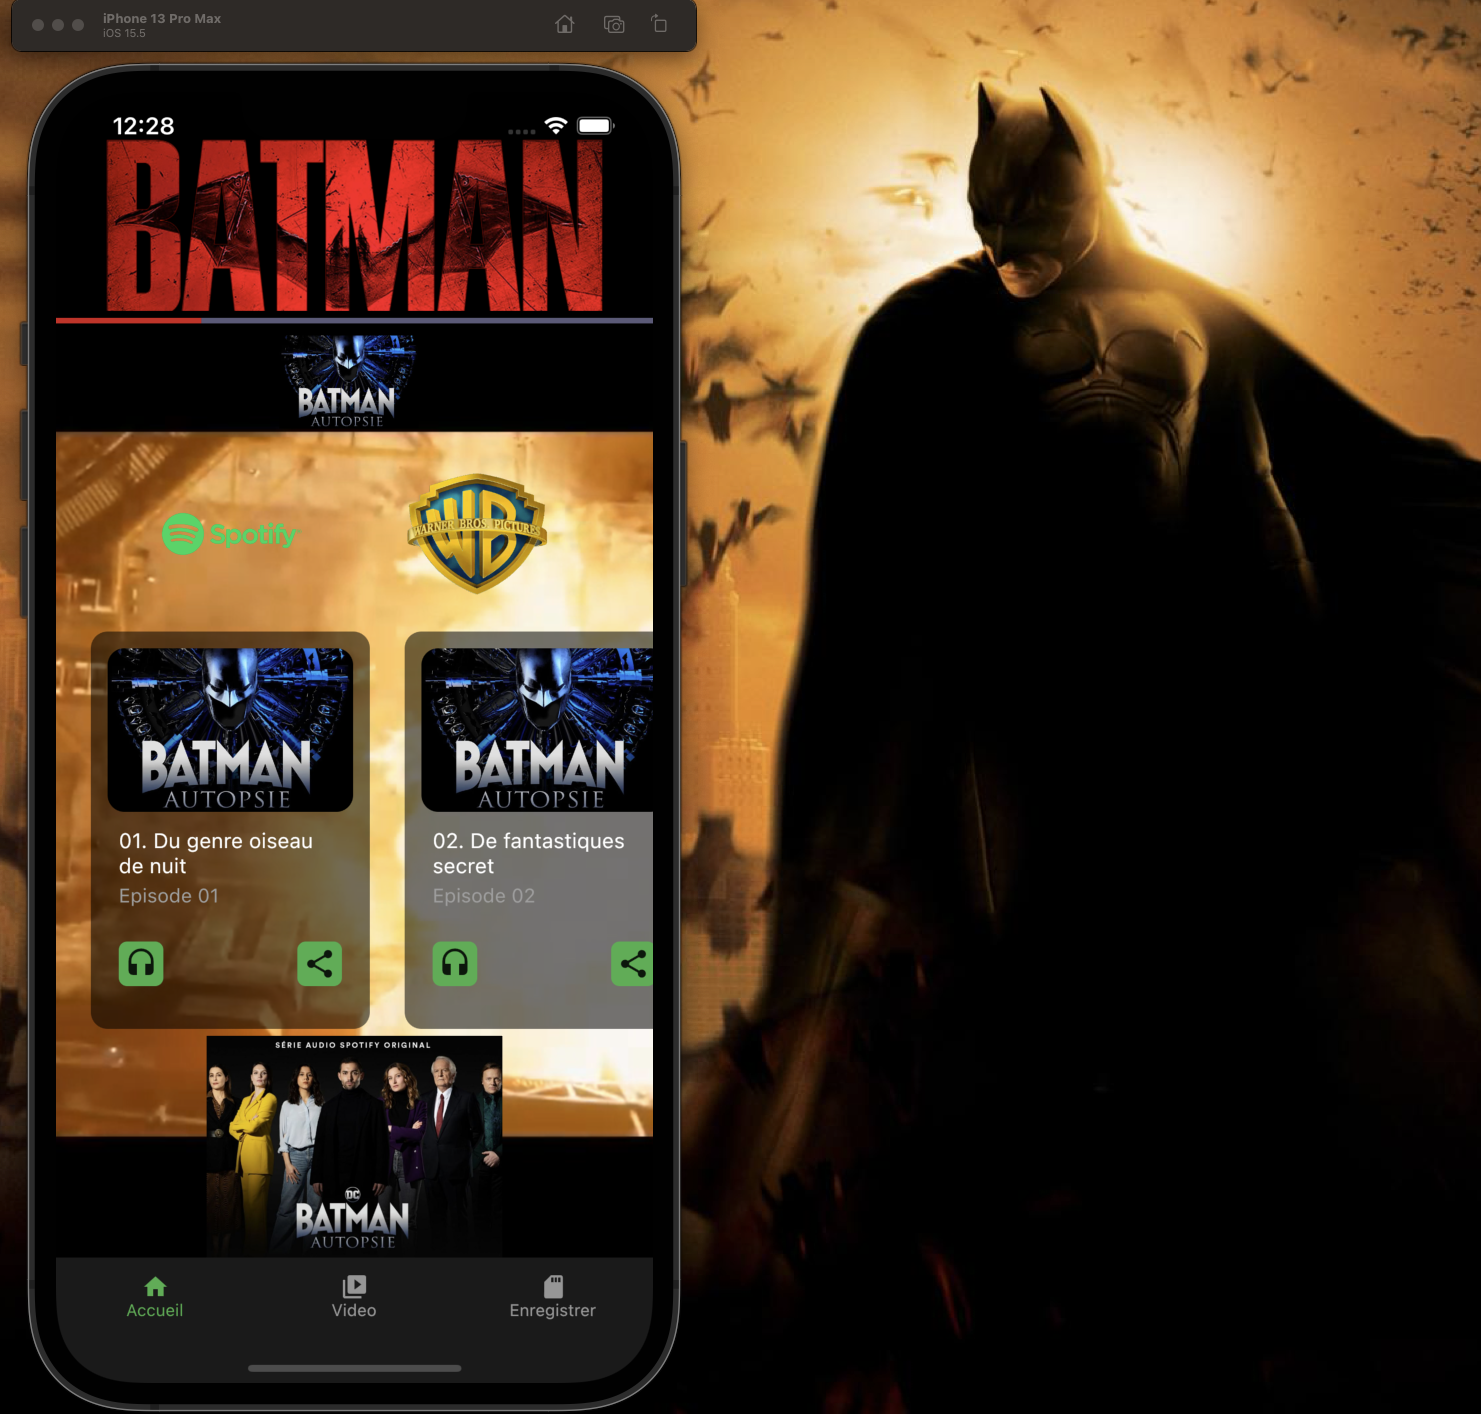 iPhone 13 Pro Max
iOS 15.5
12:28
BATMAN
BATMAN
AUTOPSIE
Spotify
WARNER BROS. PICTURES
WB
BATMAN
AUTOPSIE
01. Du genre oiseau
de nuit
Episode 01
BATMAN
AUTOPSIE
02. De fantastiques
secret
Episode 02
SÉRIE AUDIO SPOTIFY ORIGINAL
DC
BATMAN
AUTOPSIE
Accueil
Video
Enregistrer